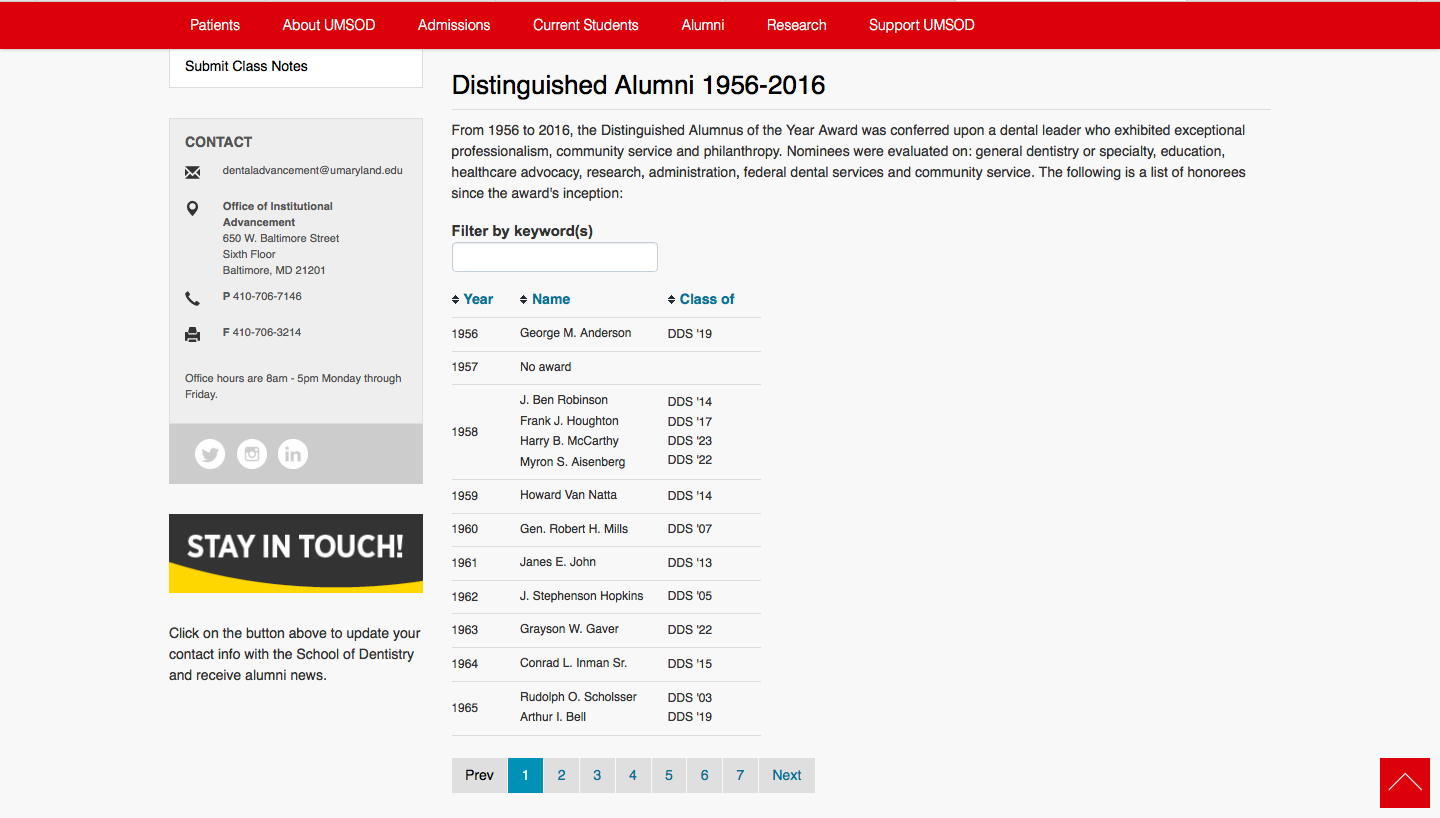 Patients About UMSOD Admissions Current Students Alumni Research Support UMSOD
Submit Class Notes
CONTACT
dentaladvancement@umaryland.edu
Office of Institutional
Advancement
650 W. Baltimore Street
Sixth Floor
Baltimore, MD 21201
P 410-706-7146
F 410-706-3214
Office hours are 8am - 5pm Monday through
Friday.
STAY IN TOUCH!
Click on the button above to update your
contact info with the School of Dentistry
and receive alumni news.
Distinguished Alumni 1956-2016
From 1956 to 2016, the Distinguished Alumnus of the Year Award was conferred upon a dental leader who exhibited exceptional
professionalism, community service and philanthropy. Nominees were evaluated on: general dentistry or specialty, education,
healthcare advocacy, research, administration, federal dental services and community service. The following is a list of honorees
since the award's inception:
Filter by keyword(s)
Year Name Class of
1956 George M. Anderson DDS '19
1957 No award
1958 J. Ben Robinson DDS '14
Frank J. Houghton DDS '17
Harry B. McCarthy DDS '23
Myron S. Aisenberg DDS '22
1959 Howard Van Natta DDS '14
1960 Gen. Robert H. Mills DDS '07
1961 Janes E. John DDS '13
1962 J. Stephenson Hopkins DDS '05
1963 Grayson W. Gaver DDS '22
1964 Conrad L. Inman Sr. DDS '15
1965 Rudolph O. Scholsser DDS '03
Arthur I. Bell DDS '19
Prev 1 2 3 4 5 6 7 Next